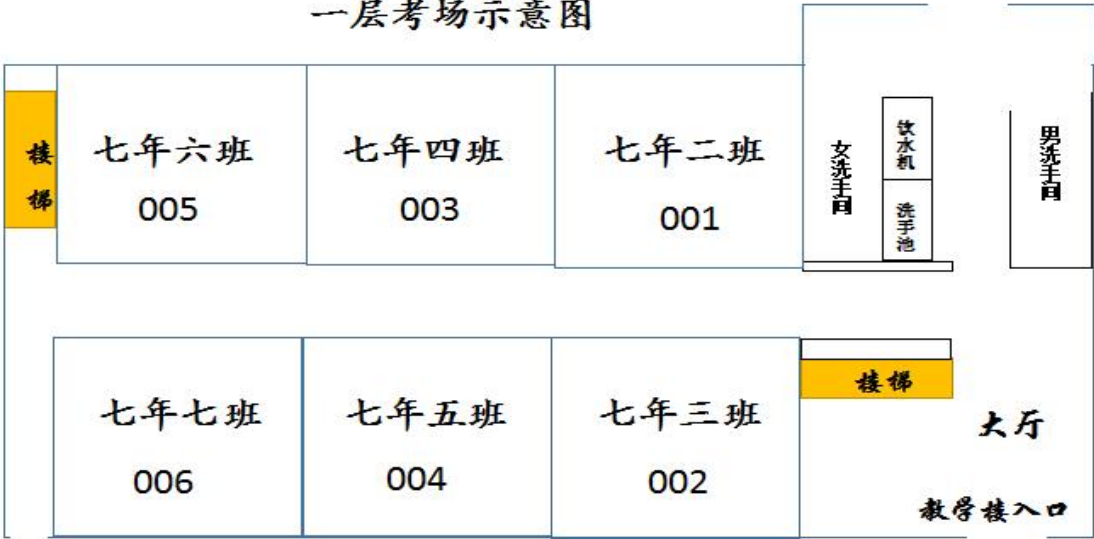 一层考场示意图
楼梯
七年六班
005
七年四班
003
七年二班
001
女洗手间
饮水机
洗手池
男洗手间
七年七班
006
七年五班
004
七年三班
002
楼梯
大厅
教学楼入口